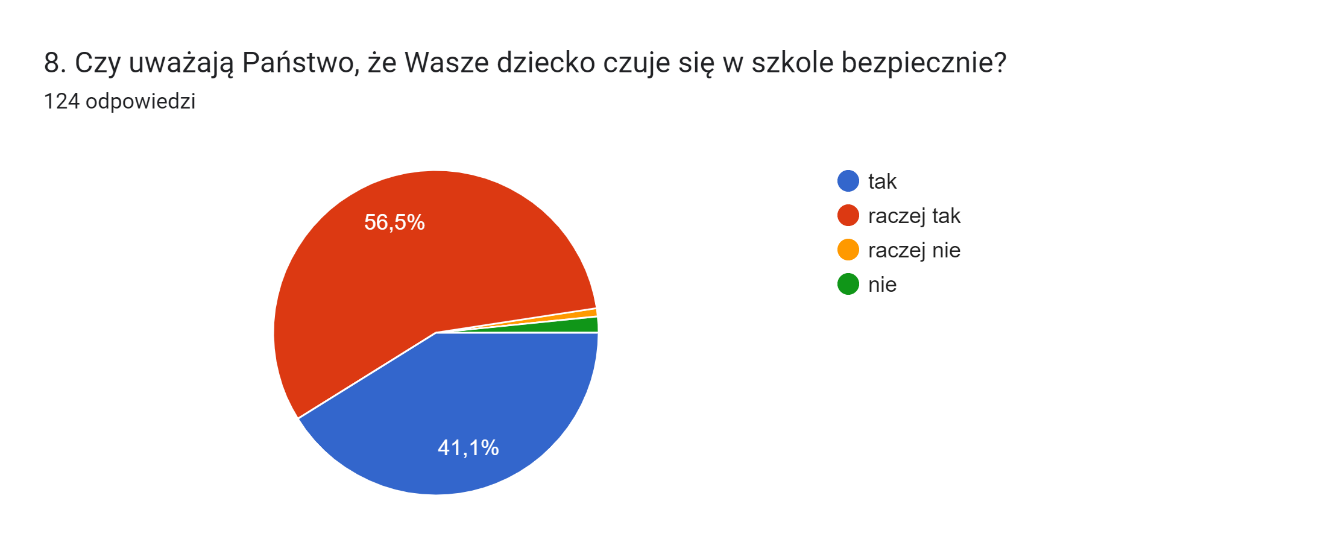 8. Czy uważają Państwo, że Wasze dziecko czuje się w szkole bezpiecznie?
124 odpowiedzi
56,5%
41,1%
tak
raczej tak
raczej nie
nie